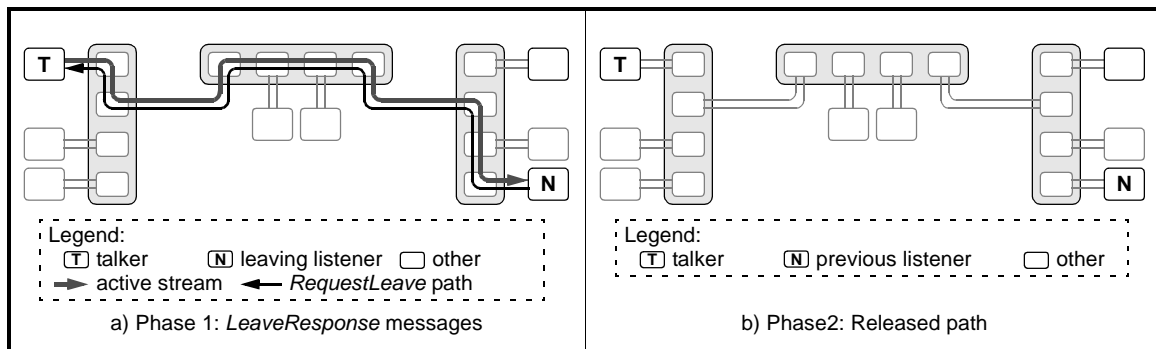 T
N
Legend:
T talker N leaving listener other
active stream RequestLeave path
a) Phase 1: LeaveResponse messages
T
N
Legend:
T talker N previous listener other
b) Phase2: Released path